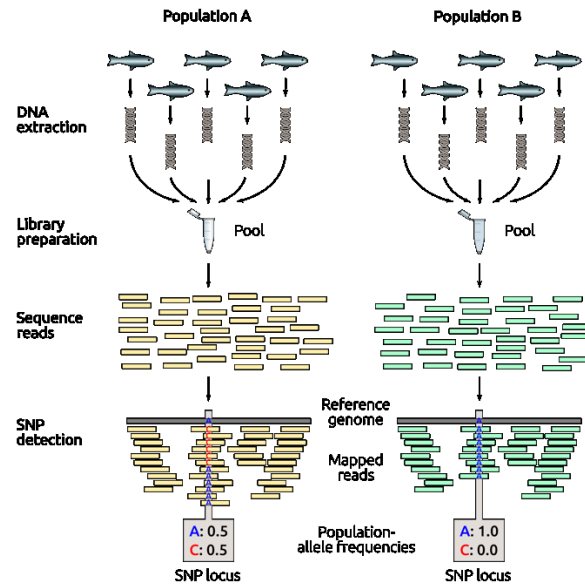 Population A
Population B
DNA
extraction
Library
preparation
Pool
Pool
Sequence
reads
SNP
detection
Reference
genome
Mapped
reads
Population-
allele frequencies
A: 0.5
C: 0.5
A: 1.0
C: 0.0
SNP locus
SNP locus